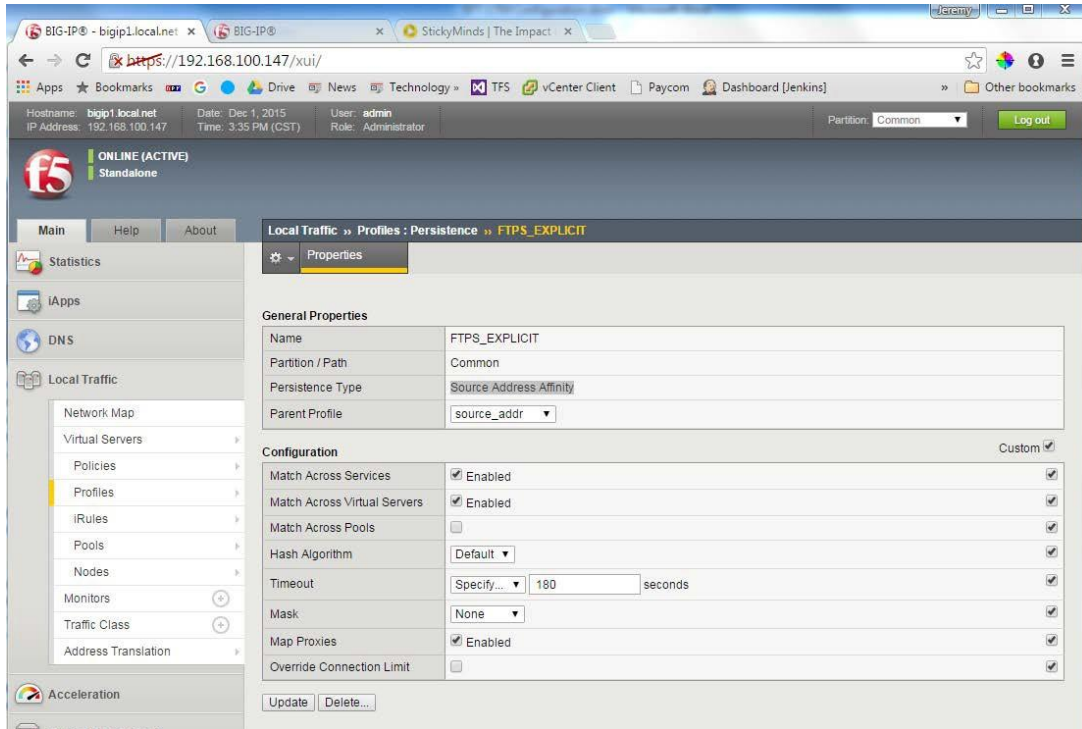 Jeremy
BIG-IP® - bigip1.local.net
BIG-IP®
StickyMinds | The Impact
https://192.168.100.147/xui/
Apps Bookmarks Drive News Technology » TFS vCenter Client Paycom Dashboard [Jenkins] » Other bookmarks
Hostname: bigip1.local.net Date: Dec 1, 2015 User: admin
IP Address: 192.168.100.147 Time: 3:35 PM (CST) Role: Administrator
Partition: Common Log out
f5
ONLINE (ACTIVE)
Standalone
Main Help About
Local Traffic ›› Profiles : Persistence ›› FTPS_EXPLICIT
Properties
Statistics
iApps
DNS
Local Traffic
Network Map
Virtual Servers
Policies
Profiles
iRules
Pools
Nodes
Monitors
Traffic Class
Address Translation
Acceleration
General Properties
Name FTPS_EXPLICIT
Partition / Path Common
Persistence Type Source Address Affinity
Parent Profile source_addr
Configuration Custom
Match Across Services Enabled
Match Across Virtual Servers Enabled
Match Across Pools
Hash Algorithm Default
Timeout Specify... 180 seconds
Mask None
Map Proxies Enabled
Override Connection Limit
Update Delete...